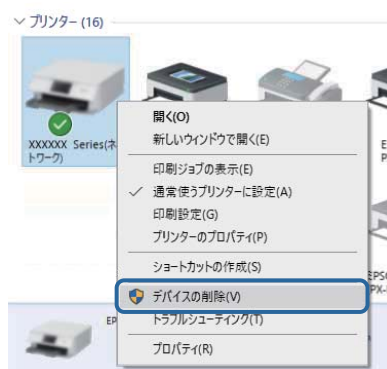 プリンター (16)
XXXXXX Series(ネ
トワーク)
開く(O)
新しいウィンドウで開く(E)
印刷ジョブの表示(E)
通常使うプリンターに設定(A)
印刷設定(G)
プリンターのプロパティ(P)
ショートカットの作成(S)
デバイスの削除(V)
トラブルシューティング(T)
プロパティ(R)
E
P
EPS
PX-
EP